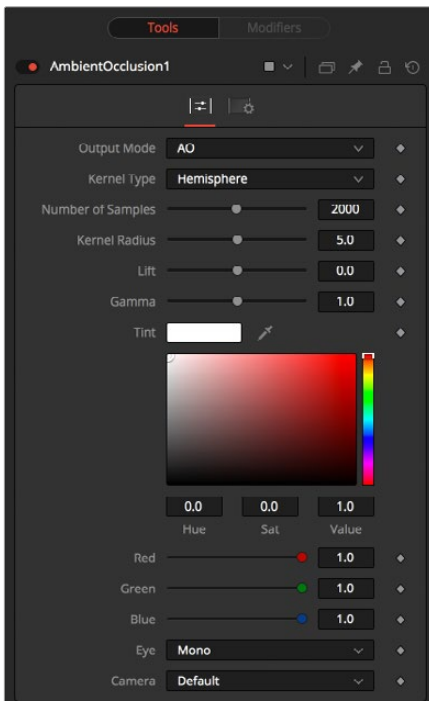 Tools Modifiers
AmbientOcclusion1
Output Mode AO
Kernel Type Hemisphere
Number of Samples 2000
Kernel Radius 5.0
Lift 0.0
Gamma 1.0
Tint
0.0 0.0 1.0
Hue Sat Value
Red 1.0
Green 1.0
Blue 1.0
Eye Mono
Camera Default